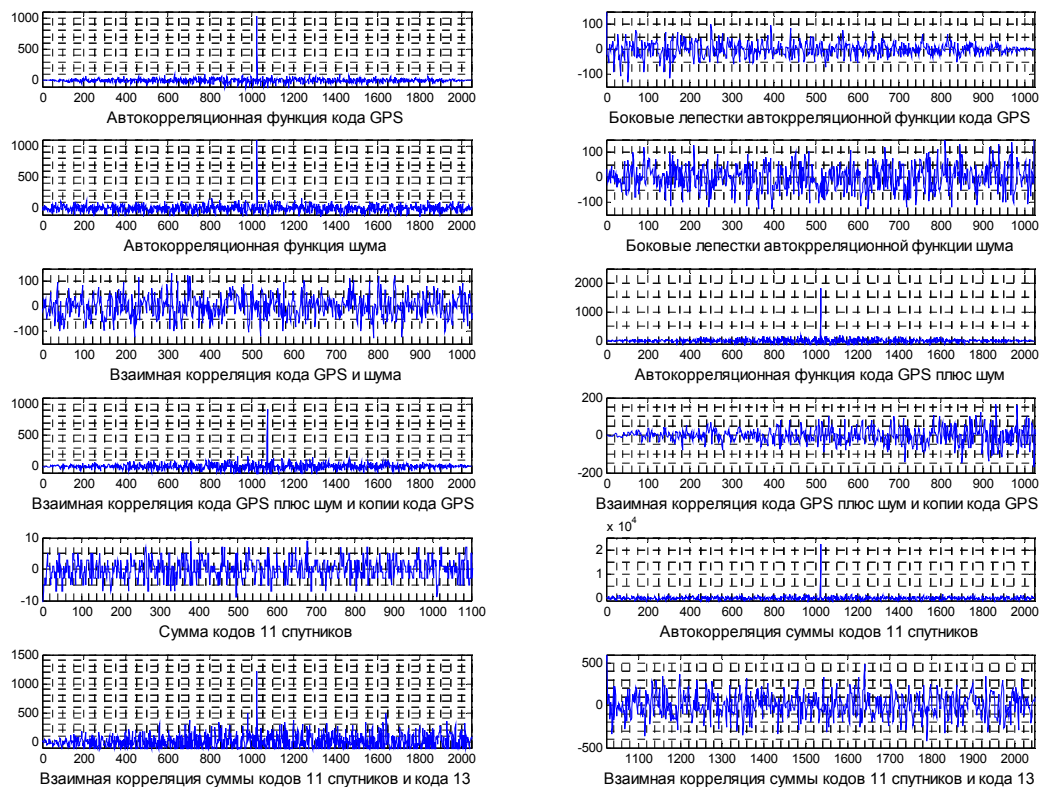 1000
500
0
0 200 400 600 800 1000 1200 1400 1600 1800 2000
Автокорреляционная функция кода GPS
100
0
-100
0 100 200 300 400 500 600 700 800 900 1000
Боковые лепестки автокрреляционной функции кода GPS
1000
500
0
0 200 400 600 800 1000 1200 1400 1600 1800 2000
Автокорреляционная функция шума
100
0
-100
0 100 200 300 400 500 600 700 800 900 1000
Боковые лепестки автокрреляционной функции шума
100
0
-100
0 100 200 300 400 500 600 700 800 900 1000
Взаимная корреляция кода GPS и шума
2000
1000
0
0 200 400 600 800 1000 1200 1400 1600 1800 2000
Автокорреляционная функция кода GPS плюс шум
1000
500
0
0 200 400 600 800 1000 1200 1400 1600 1800 2000
Взаимная корреляция кода GPS плюс шум и копии кода GPS
200
0
-200
0 100 200 300 400 500 600 700 800 900 1000
Взаимная корреляция кода GPS плюс шум и копии кода GPS
10
0
-10
0 100 200 300 400 500 600 700 800 900 1000 1100
Сумма кодов 11 спутников
x 10^4
2
1
0
0 200 400 600 800 1000 1200 1400 1600 1800 2000
Автокорреляция суммы кодов 11 спутников
1500
1000
500
0
0 200 400 600 800 1000 1200 1400 1600 1800 2000
Взаимная корреляция суммы кодов 11 спутников и кода 13
500
0
-500
1100 1200 1300 1400 1500 1600 1700 1800 1900 2000
Взаимная корреляция суммы кодов 11 спутников и кода 13